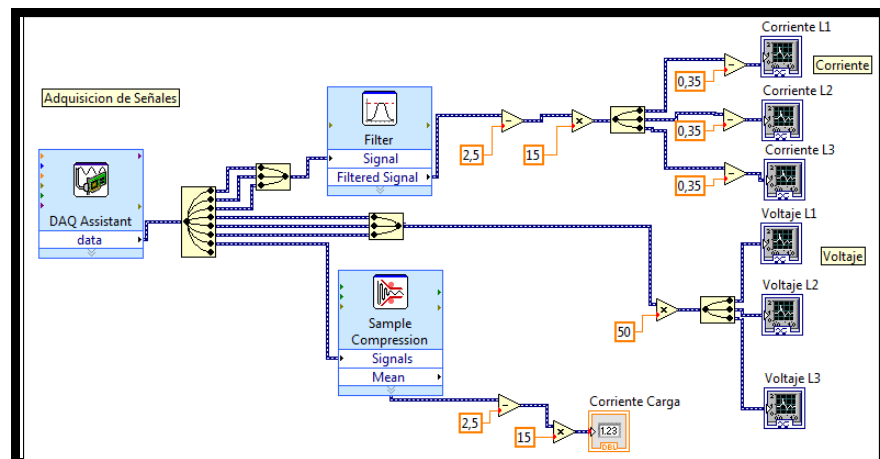 Adquisicion de Señales
DAQ Assistant
data
Filter
Signal
Filtered Signal
2,5
15
0,35
0,35
0,35
Corriente L1
Corriente
Corriente L2
Corriente L3
Voltaje L1
Voltaje
Voltaje L2
Voltaje L3
50
Sample
Compression
Signals
Mean
2,5
15
Corriente Carga
1.23
DBL